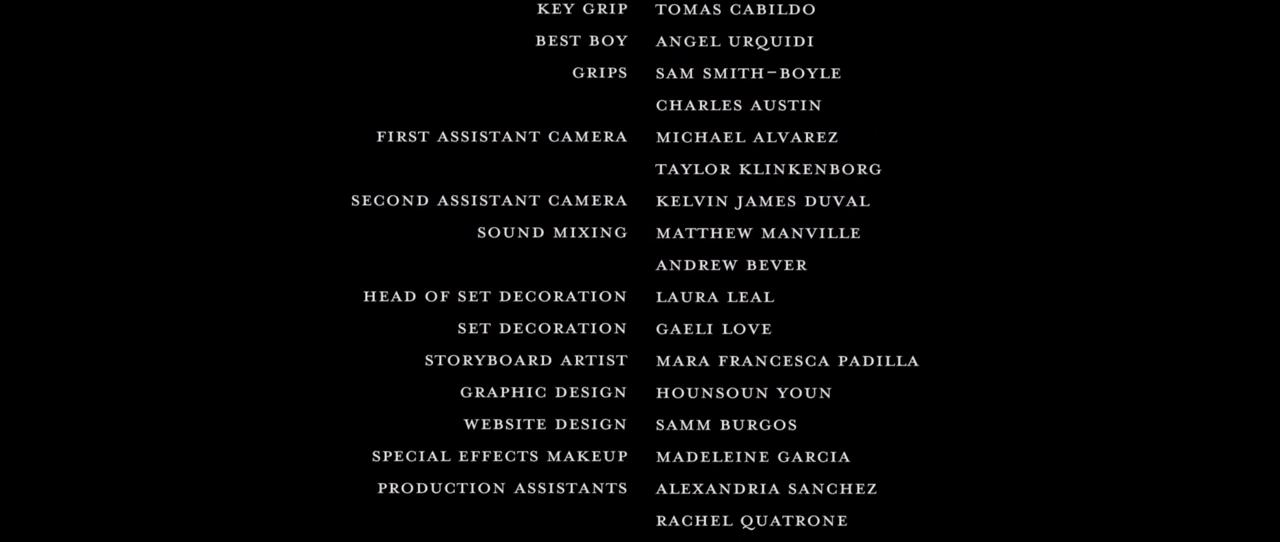 KEY GRIP TOMAS CABILDO
BEST BOY ANGEL URQUIDI
GRIPS SAM SMITH-BOYLE
CHARLES AUSTIN
FIRST ASSISTANT CAMERA MICHAEL ALVAREZ
TAYLOR KLINKENBORG
SECOND ASSISTANT CAMERA KELVIN JAMES DUVAL
SOUND MIXING MATTHEW MANVILLE
ANDREW BEVER
HEAD OF SET DECORATION LAURA LEAL
SET DECORATION GAELI LOVE
STORYBOARD ARTIST MARA FRANCESCA PADILLA
GRAPHIC DESIGN HOUNSOUN YOUN
WEBSITE DESIGN SAMM BURGOS
SPECIAL EFFECTS MAKEUP MADELEINE GARCIA
PRODUCTION ASSISTANTS ALEXANDRIA SANCHEZ
RACHEL QUATRONE